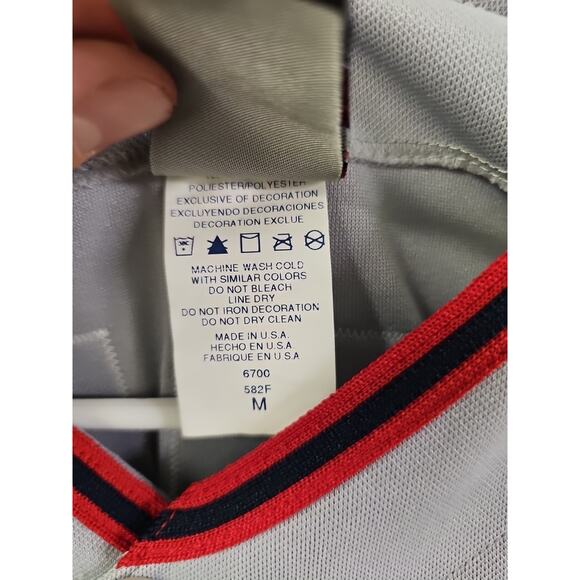 POLIESTER/POLYESTER
EXCLUSIVE OF DECORATION
EXCLUYENDO DECORACIONES
DECORATION EXCLUE
MACHINE WASH COLD
WITH SIMILAR COLORS
DO NOT BLEACH
LINE DRY
DO NOT IRON DECORATION
DO NOT DRY CLEAN
MADE IN U.S.A.
HECHO EN U.S.A.
FABRIQUE EN U.S.A
6700
582F
M